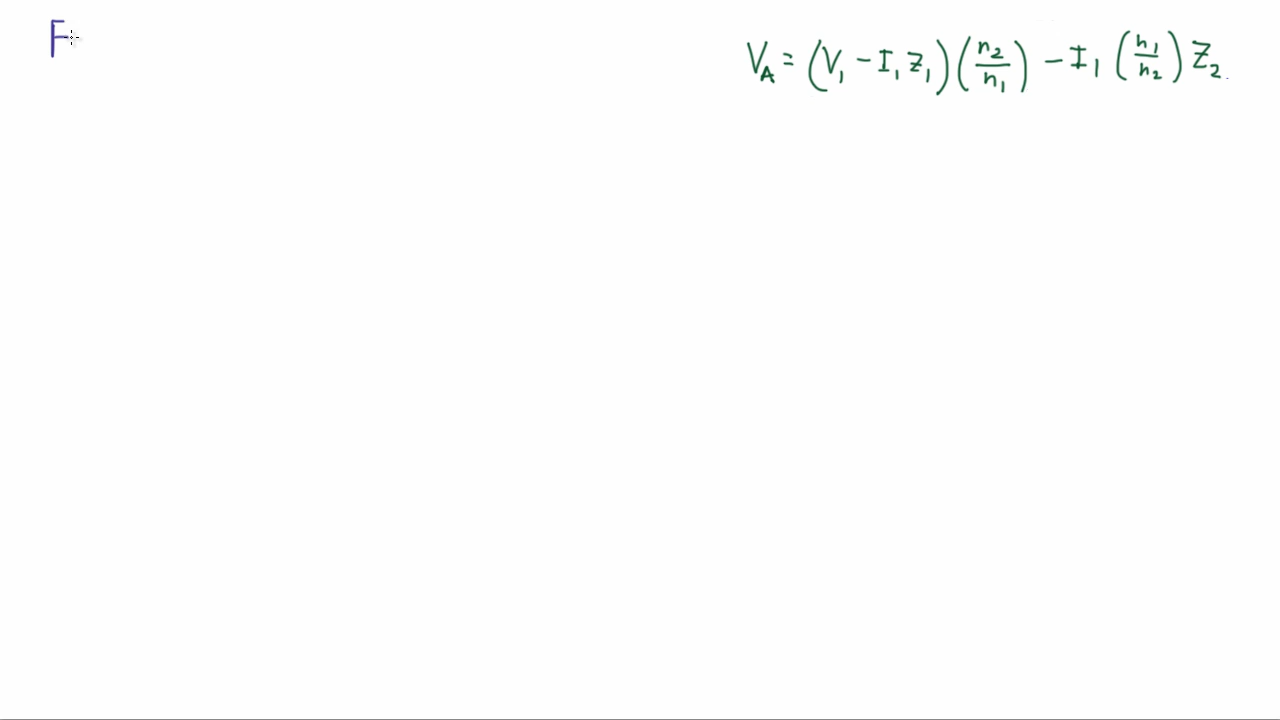 F
V_A = (V_1 - I_1 Z_1)(n_2/n_1) - I_1 (n_1/n_2) Z_2